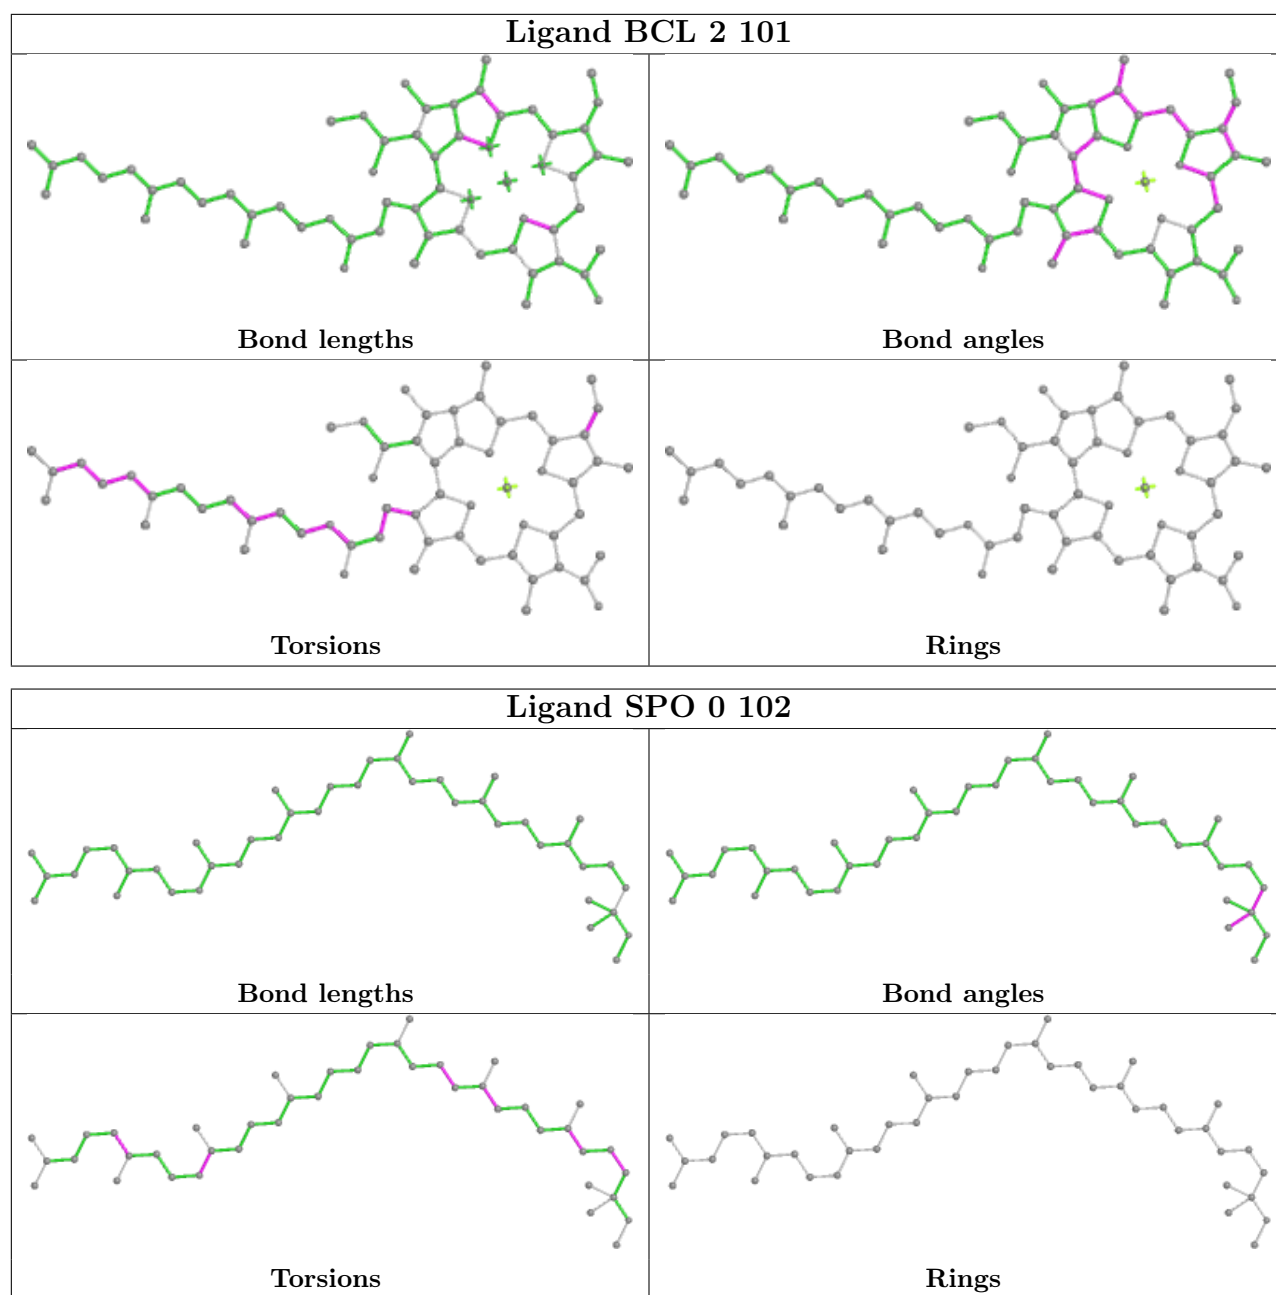 Ligand BCL 2 101
Bond lengths
Bond angles
Torsions
Rings
Ligand SPO 0 102
Bond lengths
Bond angles
Torsions
Rings